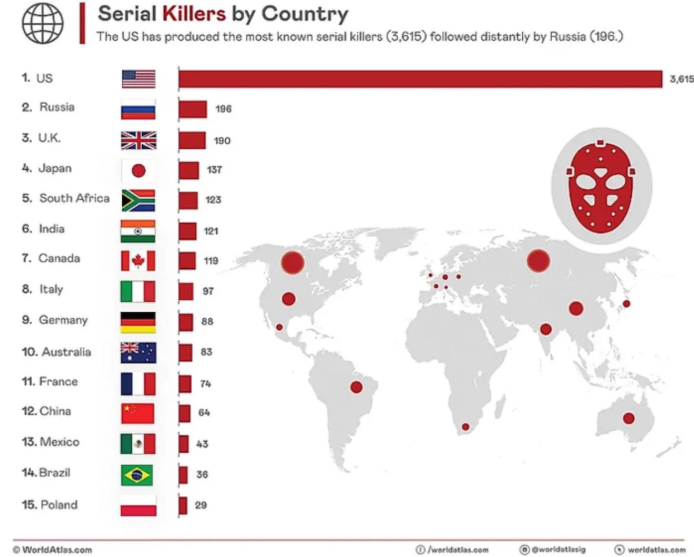 Serial Killers by Country
The US has produced the most known serial killers (3,615) followed distantly by Russia (196.)
1. US 3,615
2. Russia 196
3. U.K. 190
4. Japan 137
5. South Africa 123
6. India 121
7. Canada 119
8. Italy 97
9. Germany 88
10. Australia 83
11. France 74
12. China 64
13. Mexico 43
14. Brazil 36
15. Poland 29
© WorldAtlas.com
/worldatlas.com
@worldatlasig
worldatlas.com